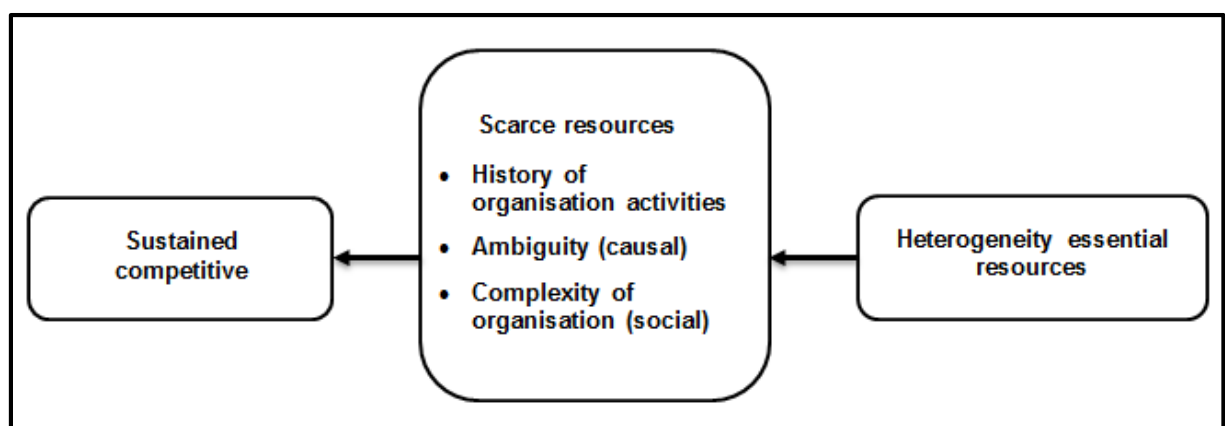 Sustained
competitive
Scarce resources
• History of
organisation activities
• Ambiguity (causal)
• Complexity of
organisation (social)
Heterogeneity essential
resources